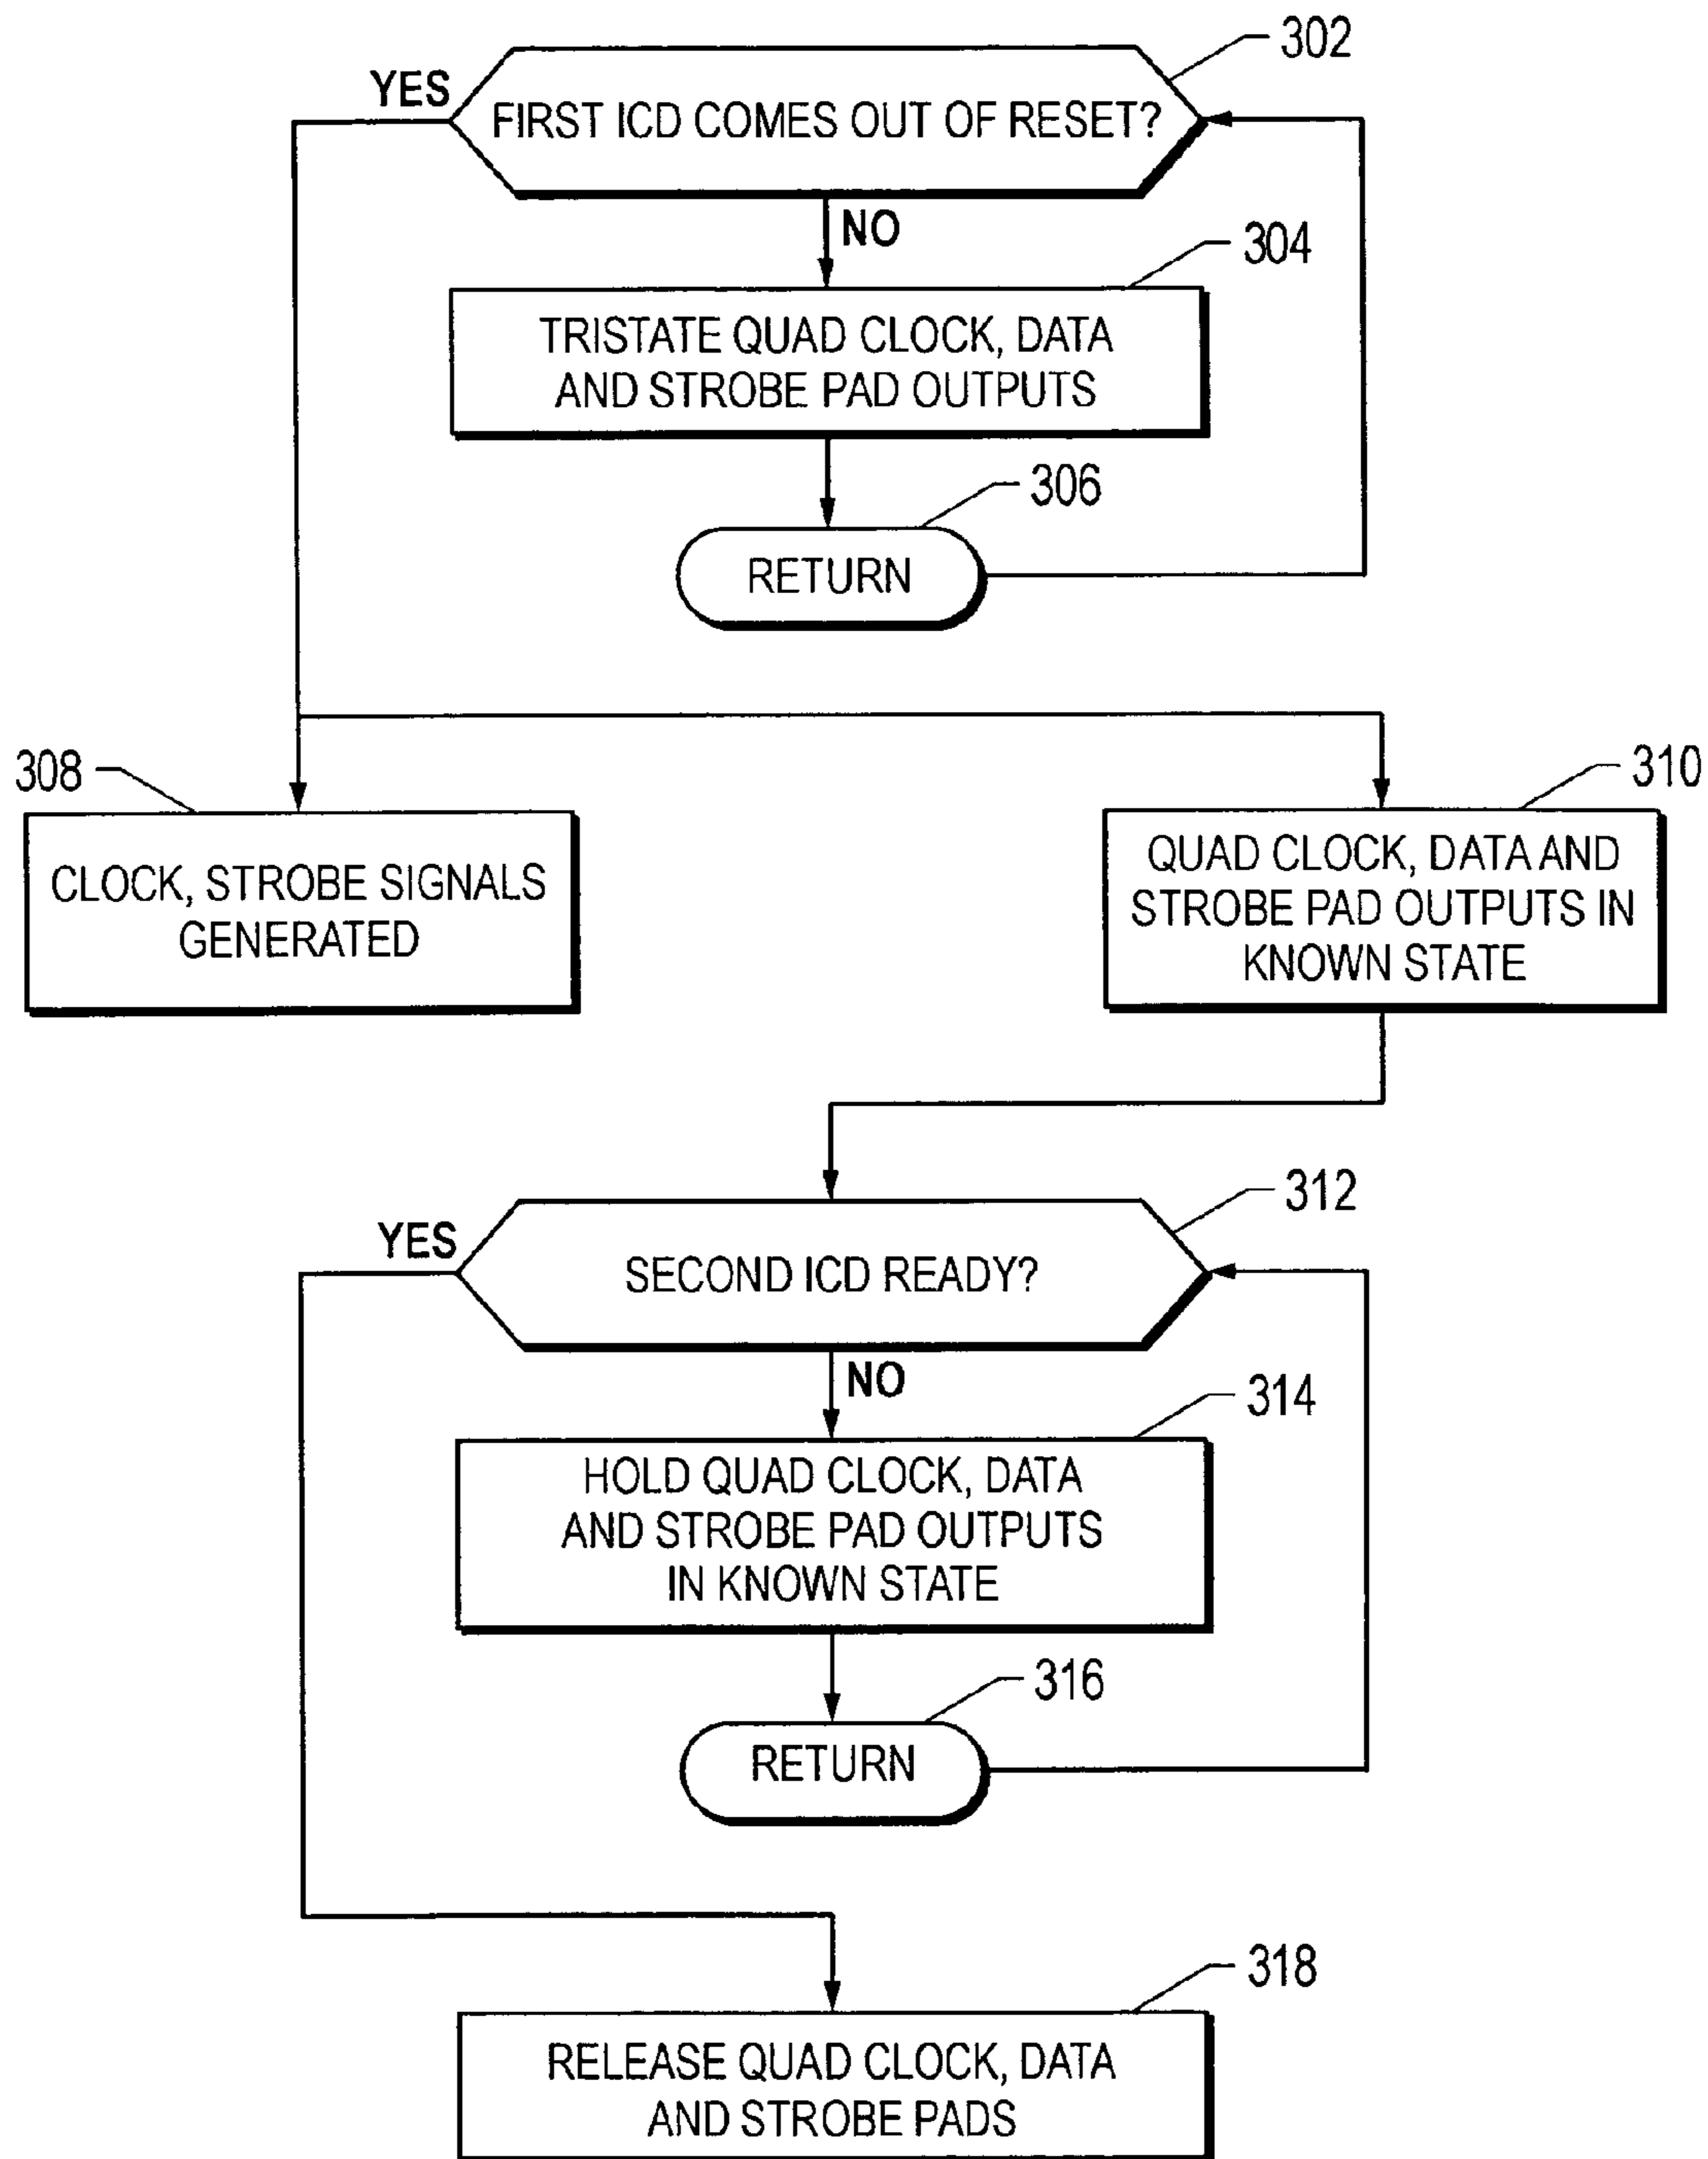 302
YES
FIRST ICD COMES OUT OF RESET?
NO
304
TRISTATE QUAD CLOCK, DATA
AND STROBE PAD OUTPUTS
306
RETURN
308
310
CLOCK, STROBE SIGNALS
GENERATED
QUAD CLOCK, DATA AND
STROBE PAD OUTPUTS IN
KNOWN STATE
312
YES
SECOND ICD READY?
NO
314
HOLD QUAD CLOCK, DATA
AND STROBE PAD OUTPUTS
IN KNOWN STATE
316
RETURN
318
RELEASE QUAD CLOCK, DATA
AND STROBE PADS